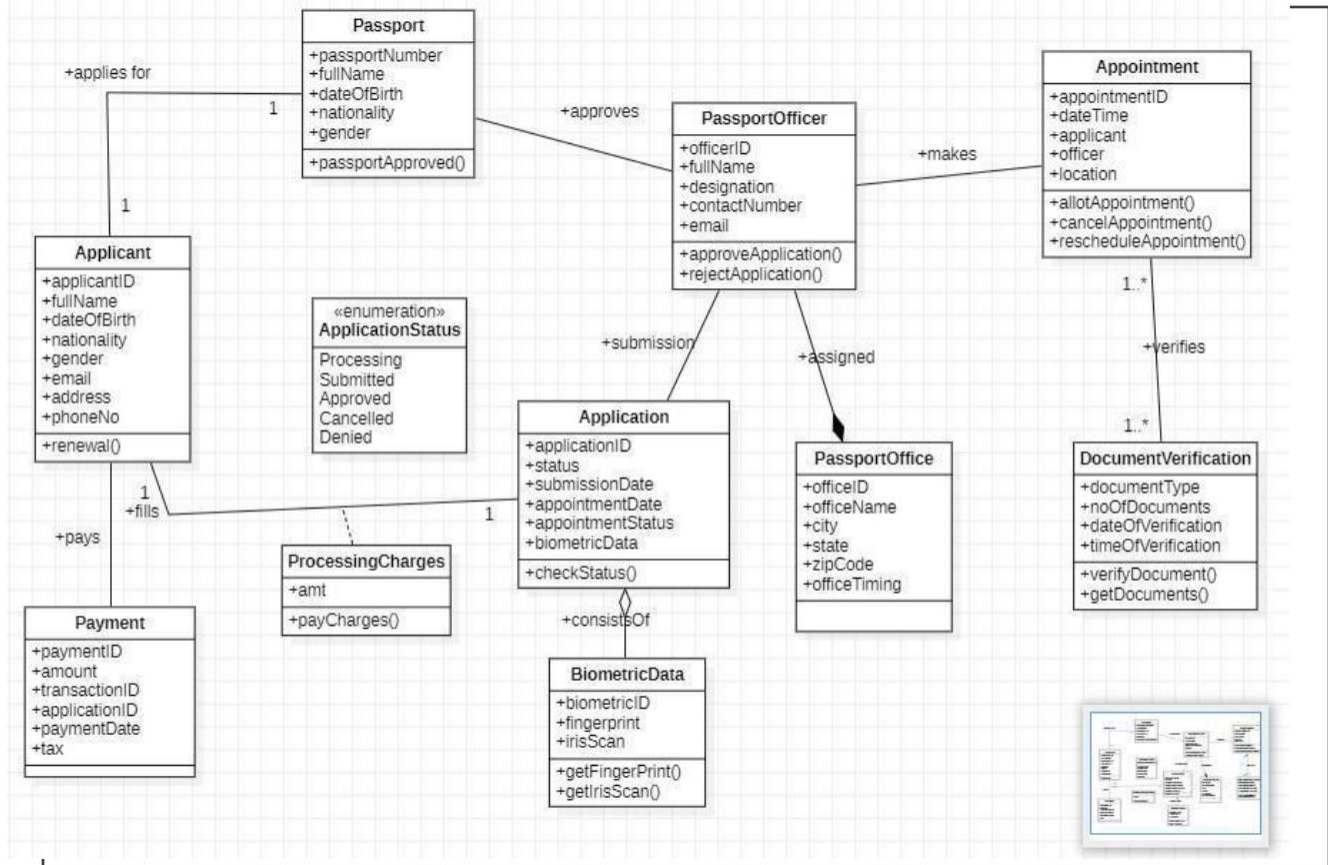 Passport
+passportNumber
+fullName
+dateOfBirth
+nationality
+gender
+passportApproved()
+applies for
1
1
+approves
PassportOfficer
+officerID
+fullName
+designation
+contactNumber
+email
+approveApplication()
+rejectApplication()
+makes
Appointment
+appointmentID
+dateTime
+applicant
+officer
+location
+allotAppointment()
+cancelAppointment()
+rescheduleAppointment()
Applicant
+applicantID
+fullName
+dateOfBirth
+nationality
+gender
+email
+address
+phoneNo
+renewal()
«enumeration»
ApplicationStatus
Processing
Submitted
Approved
Cancelled
Denied
+submission
+assigned
1..*
+verifies
1..*
Application
+applicationID
+status
+submissionDate
+appointmentDate
+appointmentStatus
+biometricData
+checkStatus()
PassportOffice
+officeID
+officeName
+city
+state
+zipCode
+officeTiming
DocumentVerification
+documentType
+noOfDocuments
+dateOfVerification
+timeOfVerification
+verifyDocument()
+getDocuments()
1
+fills
1
+pays
ProcessingCharges
+amt
+payCharges()
+consistsOf
Payment
+paymentID
+amount
+transactionID
+applicationID
+paymentDate
+tax
BiometricData
+biometricID
+fingerprint
+irisScan
+getFingerPrint()
+getIrisScan()